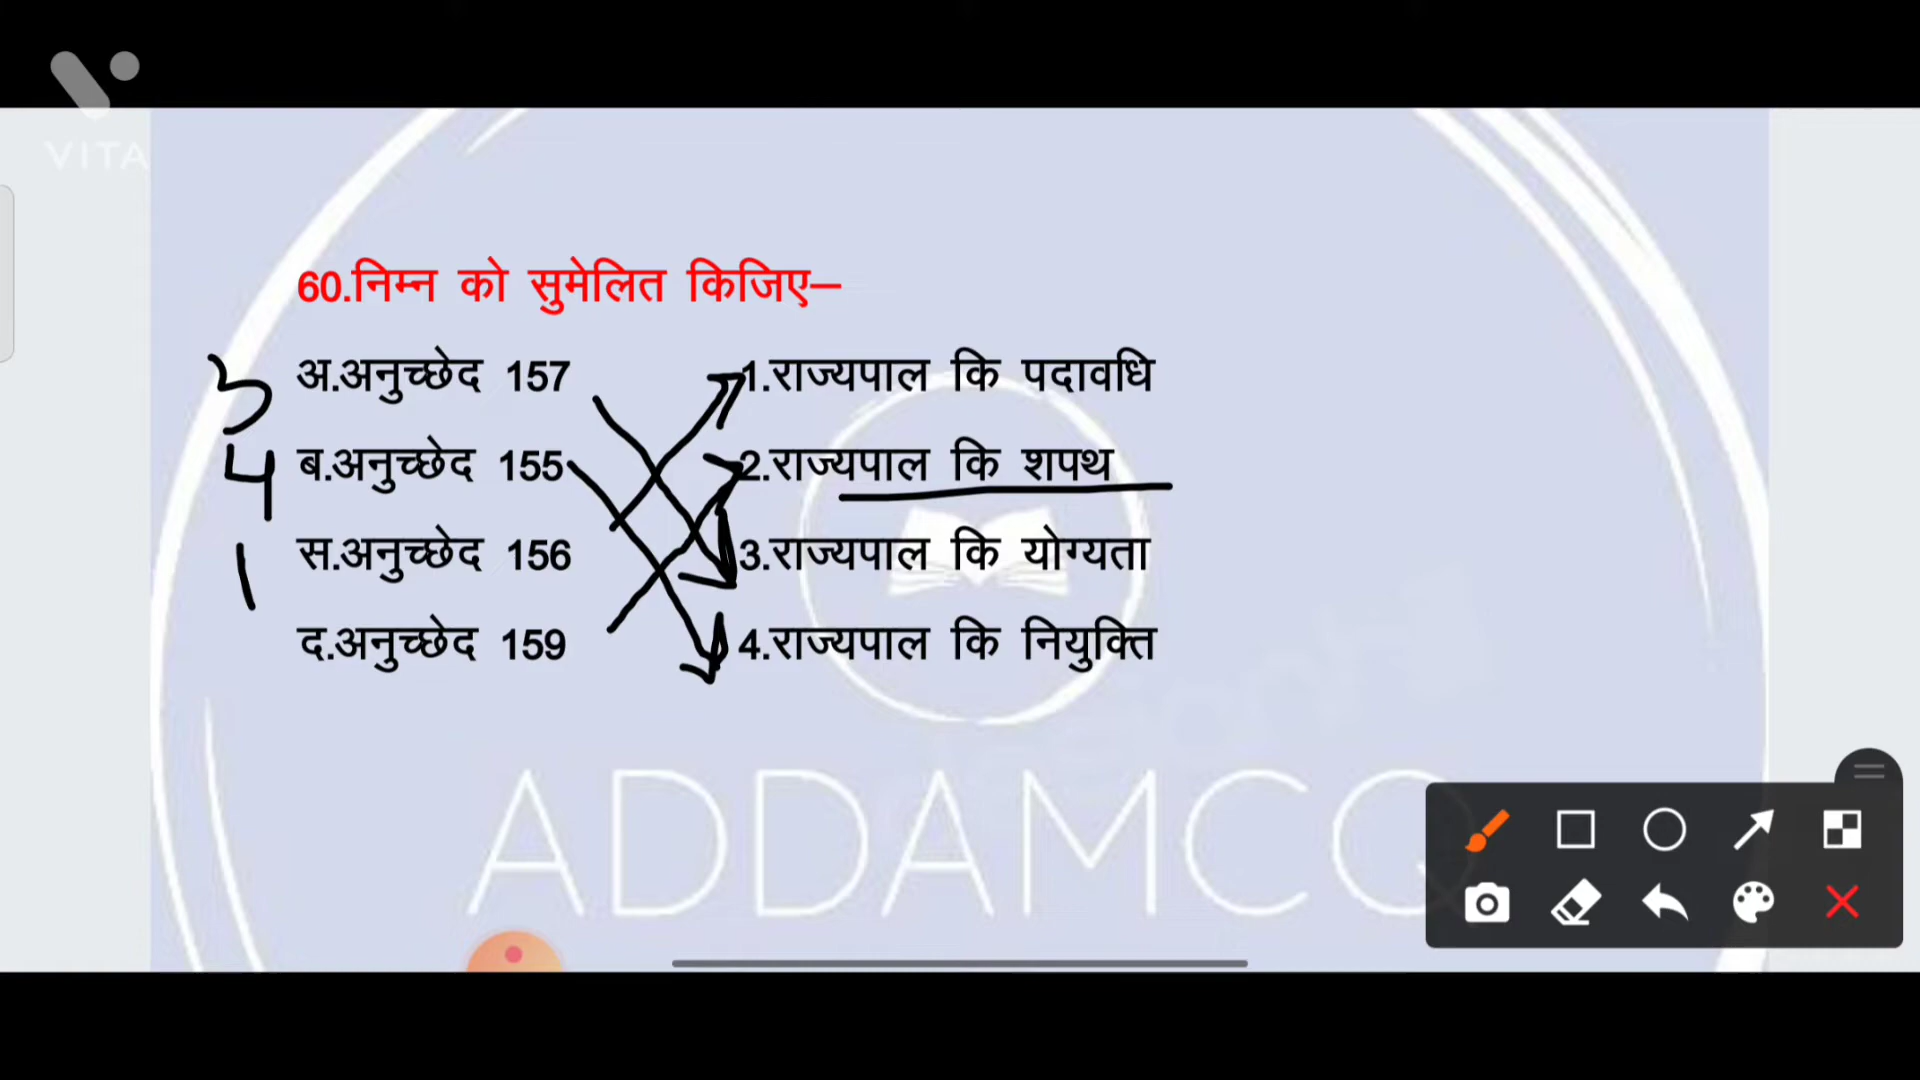 VITA
60.निम्न को सुमेलित किजिए–
3 अ.अनुच्छेद 157 1.राज्यपाल कि पदावधि
4 ब.अनुच्छेद 155 2.राज्यपाल कि शपथ
1 स.अनुच्छेद 156 3.राज्यपाल कि योग्यता
द.अनुच्छेद 159 4.राज्यपाल कि नियुक्ति
ADDAMCQ